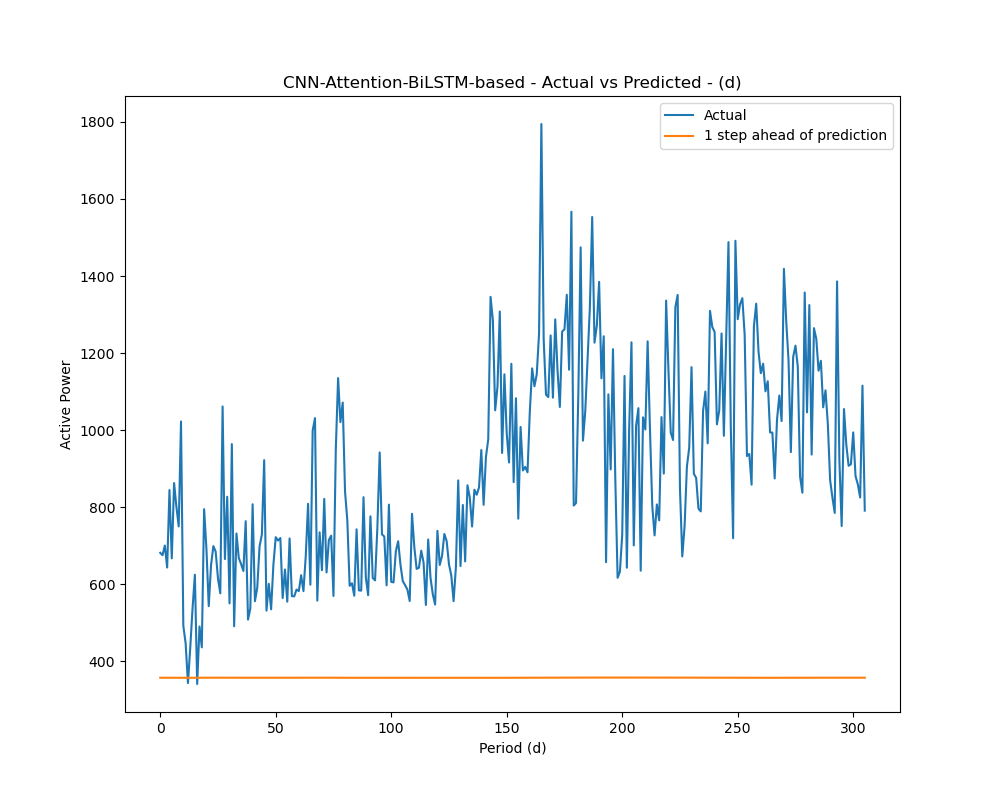 CNN-Attention-BiLSTM-based - Actual vs Predicted - (d)
Actual
1 step ahead of prediction
Active Power
1800
1600
1400
1200
1000
800
600
400
0 50 100 150 200 250 300
Period (d)